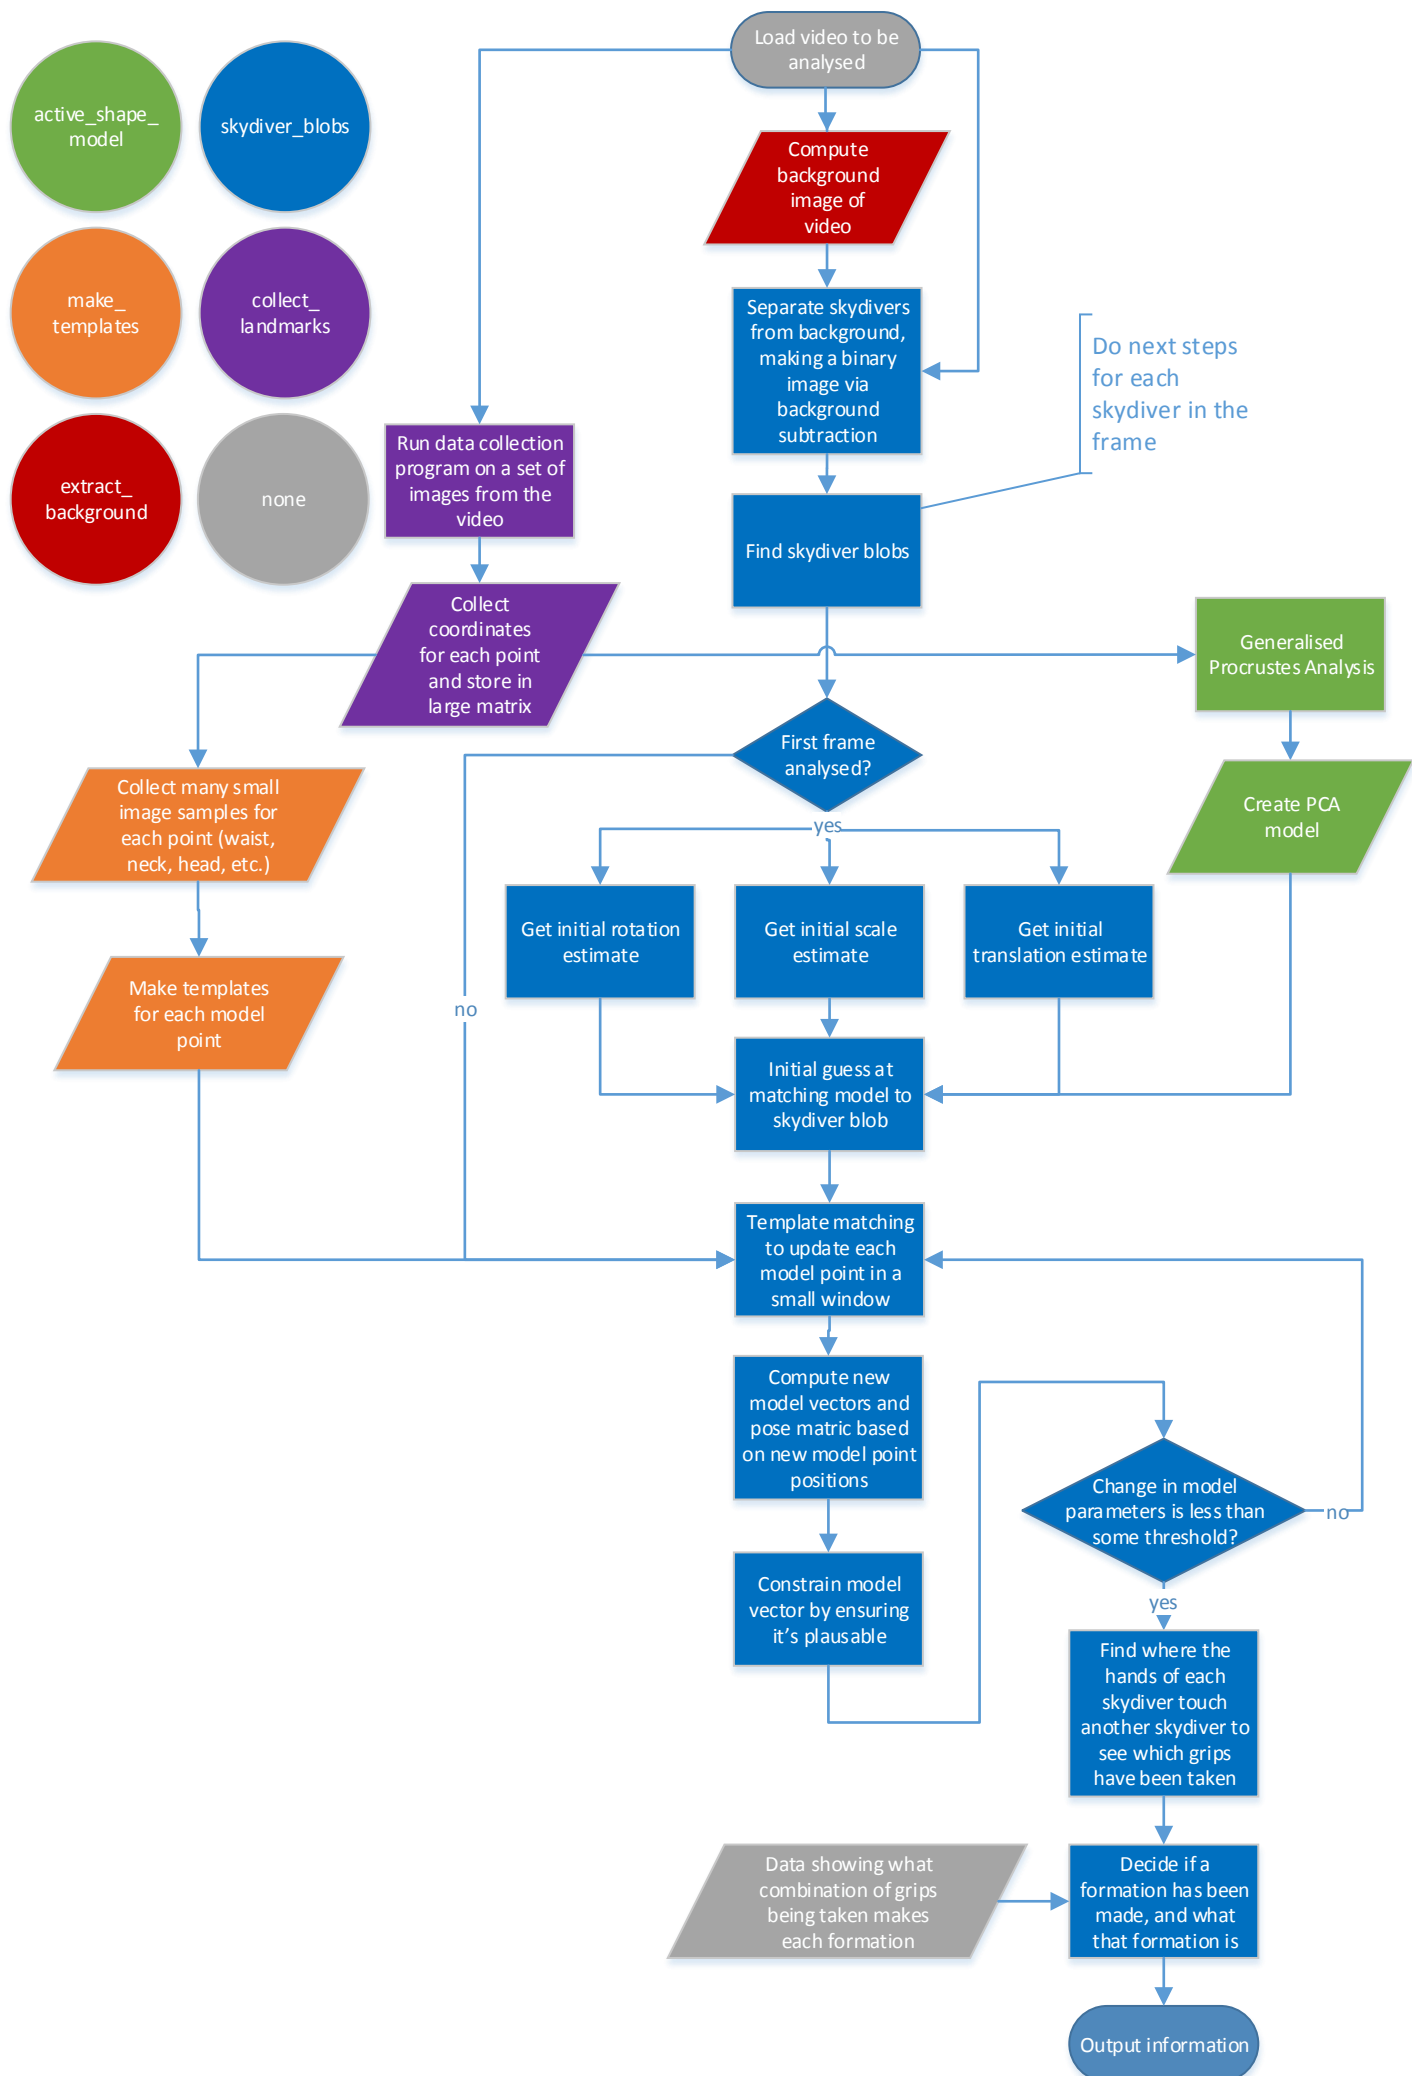 Load video to be
analysed
active_shape_
model
skydiver_blobs
make_
templates
collect_
landmarks
extract_
background
none
Compute
background
image of
video
Separate skydivers
from background,
making a binary
image via
background
subtraction
Do next steps
for each
skydiver in the
frame
Run data collection
program on a set of
images from the
video
Find skydiver blobs
Collect
coordinates
for each point
and store in
large matrix
Generalised
Procrustes Analysis
First frame
analysed?
Collect many small
image samples for
each point (waist,
neck, head, etc.)
Create PCA
model
yes
Get initial rotation
estimate
Get initial scale
estimate
Get initial
translation estimate
Make templates
for each model
point
no
Initial guess at
matching model to
skydiver blob
Template matching
to update each
model point in a
small window
Compute new
model vectors and
pose matric based
on new model point
positions
Change in model
parameters is less than
some threshold?
no
Constrain model
vector by ensuring
it's plausable
yes
Find where the
hands of each
skydiver touch
another skydiver to
see which grips
have been taken
Data showing what
combination of grips
being taken makes
each formation
Decide if a
formation has been
made, and what
that formation is
Output information